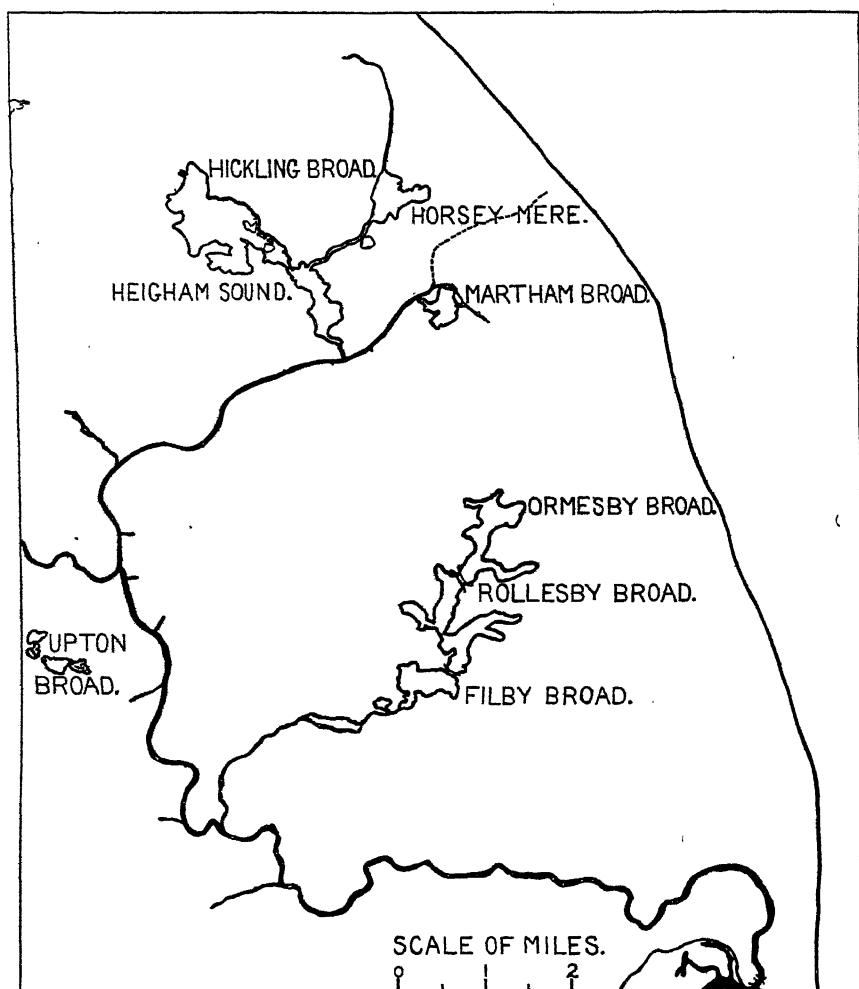 HICKLING BROAD.
HORSEY MERE.
HEIGHAM SOUND.
MARTHAM BROAD.
ORMESBY BROAD.
ROLLESBY BROAD.
UPTON
BROAD.
FILBY BROAD.
SCALE OF MILES.
0 1 2